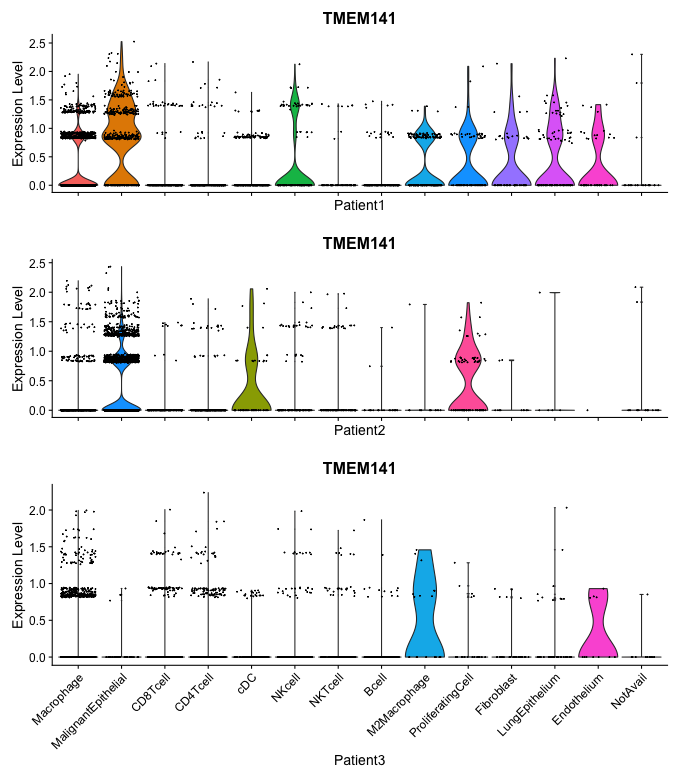 TMEM141
Expression Level
2.5
2.0
1.5
1.0
0.5
0.0
Patient1
TMEM141
Expression Level
2.5
2.0
1.5
1.0
0.5
0.0
Patient2
TMEM141
Expression Level
2.0
1.5
1.0
0.5
0.0
Macrophage
MalignantEpithelial
CD8Tcell
CD4Tcell
cDC
NKcell
NKTcell
Bcell
M2Macrophage
ProliferatingCell
Fibroblast
LungEpithelium
Endothelium
NotAvail
Patient3